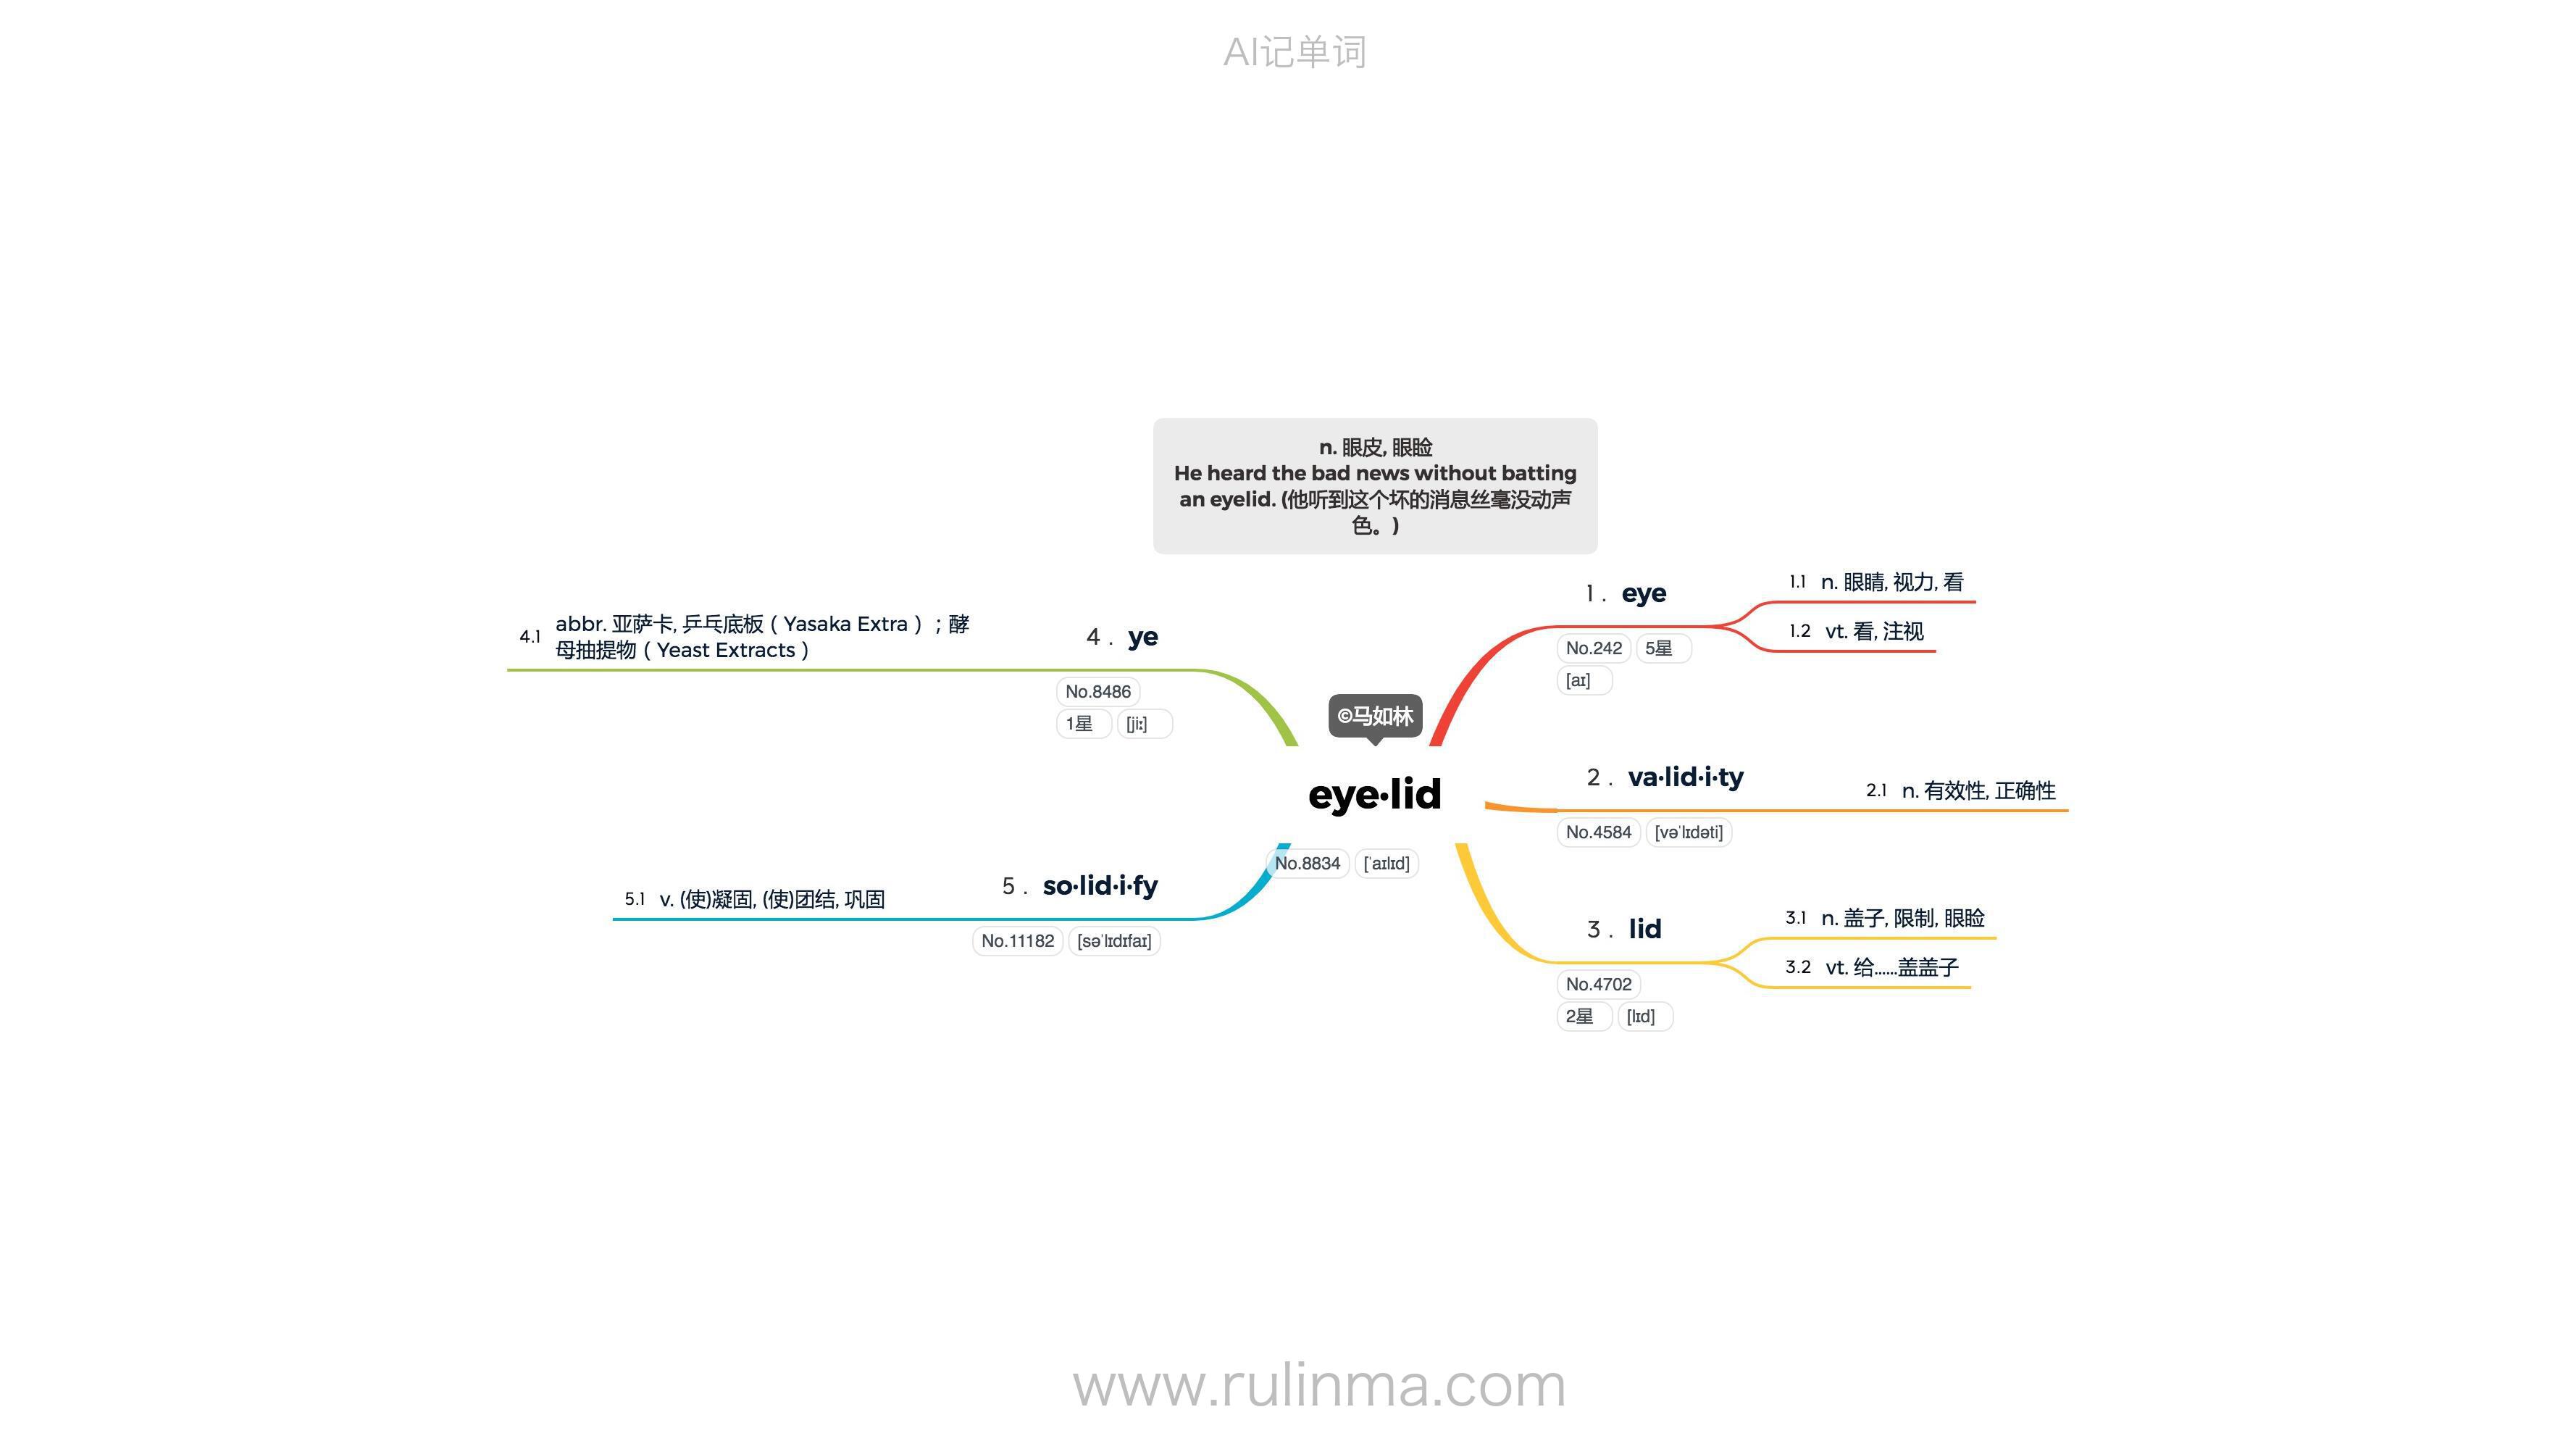 AI记单词
n. 眼皮, 眼睑
He heard the bad news without batting
an eyelid. (他听到这个坏的消息丝毫没动声
色。)
©马如林
eye•lid
No.8834 [ˈaɪlɪd]
1 . eye
No.242 5星
[aɪ]
1.1 n. 眼睛, 视力, 看
1.2 vt. 看, 注视
2 . va•lid•i•ty
No.4584 [vəˈlɪdəti]
2.1 n. 有效性, 正确性
3 . lid
No.4702
2星 [lɪd]
3.1 n. 盖子, 限制, 眼睑
3.2 vt. 给……盖盖子
4 . ye
No.8486
1星 [jiː]
4.1 abbr. 亚萨卡, 乒乓底板（Yasaka Extra）；酵
母抽提物（Yeast Extracts）
5 . so•lid•i•fy
No.11182 [səˈlɪdɪfaɪ]
5.1 v. (使)凝固, (使)团结, 巩固
www.rulinma.com